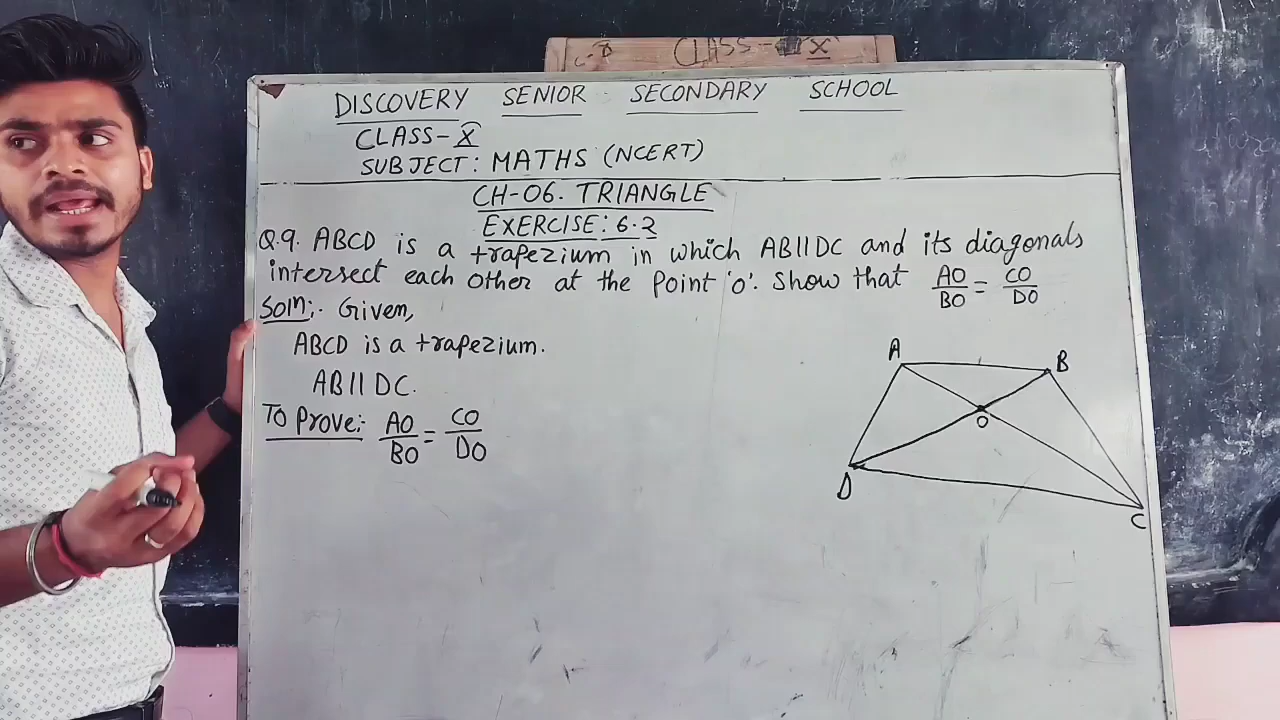 CLASS - X
DISCOVERY SENIOR SECONDARY SCHOOL
CLASS-X
SUBJECT: MATHS (NCERT)
CH-06. TRIANGLE
EXERCISE: 6.2
Q.9. ABCD is a trapezium in which AB||DC and its diagonals
intersect each other at the Point 'O'. Show that AO/BO = CO/DO
Soln:- Given,
ABCD is a trapezium.
AB||DC.
To Prove:- AO/BO = CO/DO
A
B
O
D
C